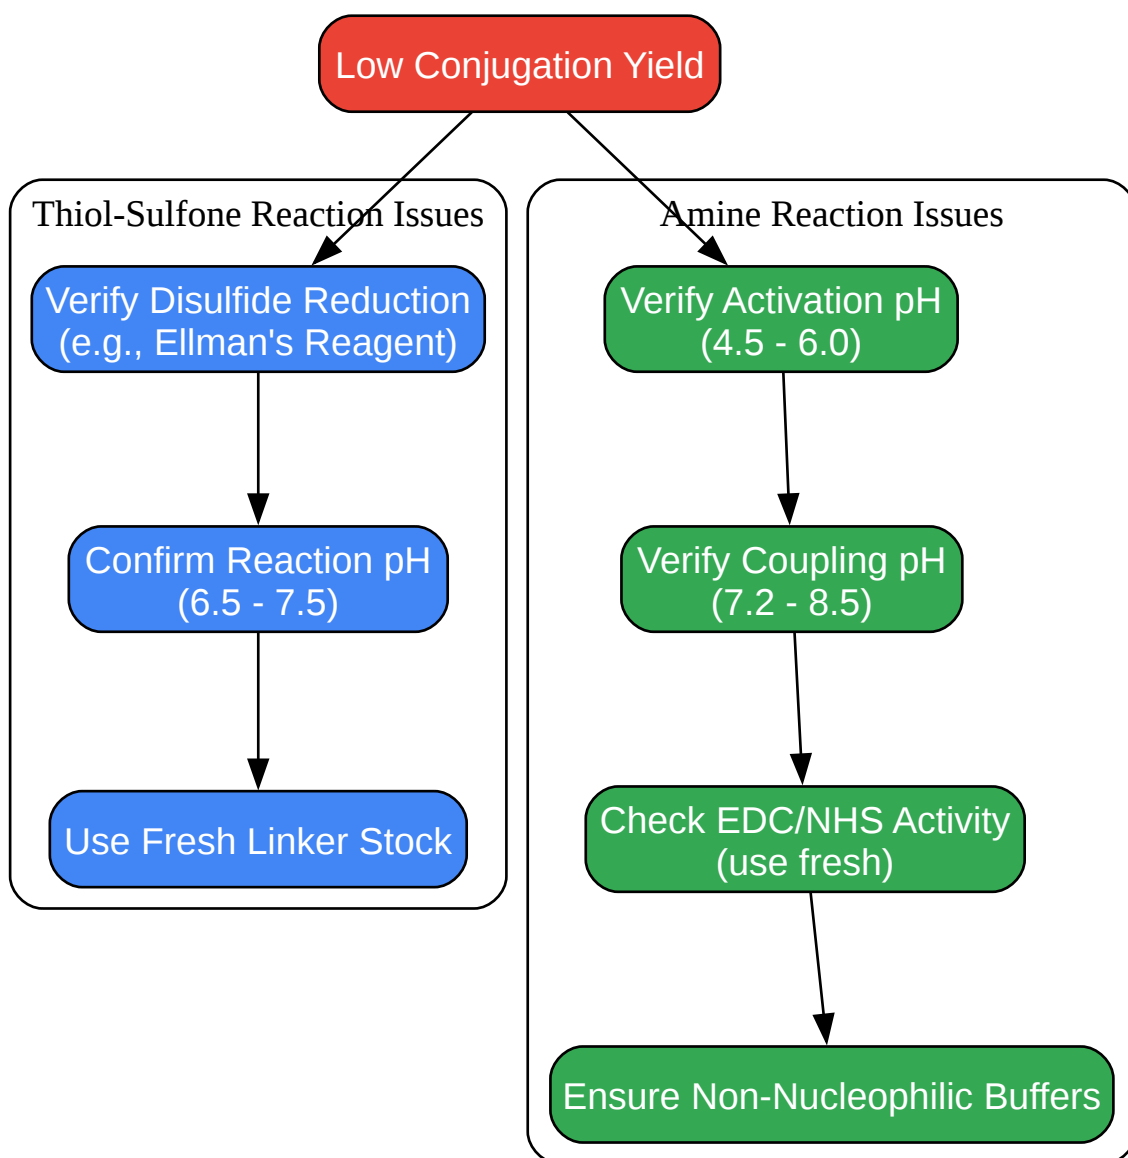 Low Conjugation Yield
Thiol-Sulfone Reaction Issues
Verify Disulfide Reduction
(e.g., Ellman's Reagent)
Confirm Reaction pH
(6.5 - 7.5)
Use Fresh Linker Stock
Amine Reaction Issues
Verify Activation pH
(4.5 - 6.0)
Verify Coupling pH
(7.2 - 8.5)
Check EDC/NHS Activity
(use fresh)
Ensure Non-Nucleophilic Buffers